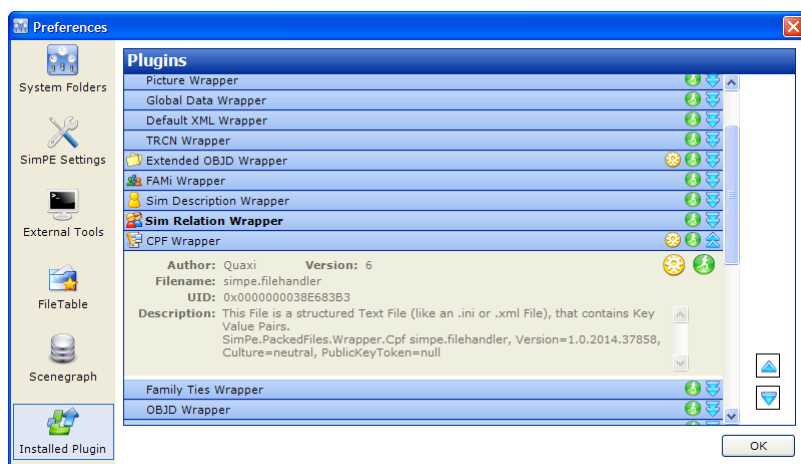 Preferences
System Folders
SimPE Settings
External Tools
FileTable
Scenegraph
Installed Plugin
Plugins
Picture Wrapper
Global Data Wrapper
Default XML Wrapper
TRCN Wrapper
Extended OBJD Wrapper
FAMi Wrapper
Sim Description Wrapper
Sim Relation Wrapper
CPF Wrapper
Author: Quaxi Version: 6
Filename: simpe.filehandler
UID: 0x0000000038E683B3
Description: This File is a structured Text File (like an .ini or .xml File), that contains Key
Value Pairs.
SimPe.PackedFiles.Wrapper.Cpf simpe.filehandler, Version=1.0.2014.37858,
Culture=neutral, PublicKeyToken=null
Family Ties Wrapper
OBJD Wrapper
OK